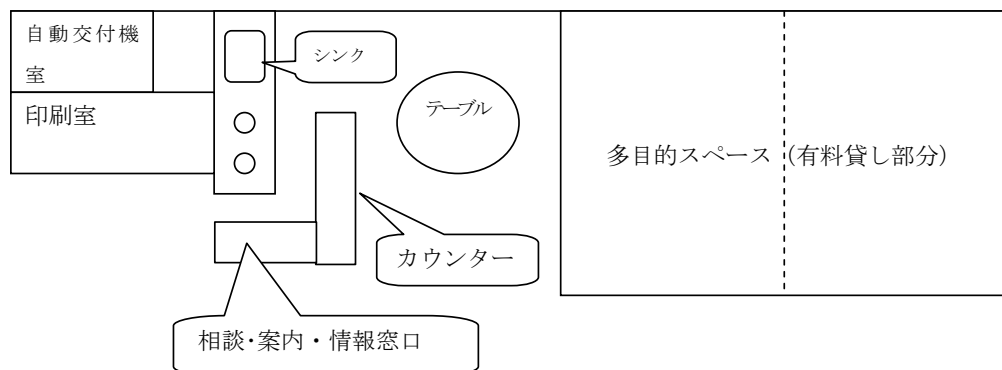 自動交付機
室
シンク
テーブル
印刷室
多目的スペース（有料貸し部分）
カウンター
相談・案内・情報窓口